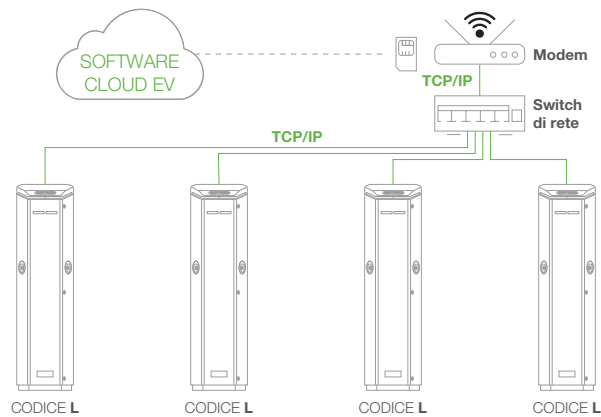 SOFTWARE
CLOUD EV
Modem
TCP/IP
Switch
di rete
TCP/IP
CODICE L
CODICE L
CODICE L
CODICE L